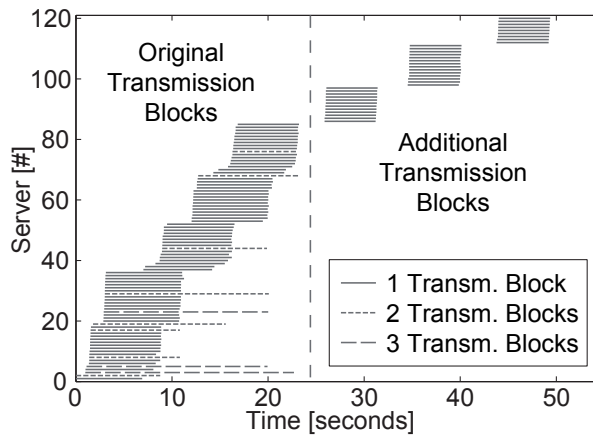 120
100
80
60
40
20
0
Server [#]
Original
Transmission
Blocks
Additional
Transmission
Blocks
1 Transm. Block
2 Transm. Blocks
3 Transm. Blocks
0 10 20 30 40 50
Time [seconds]